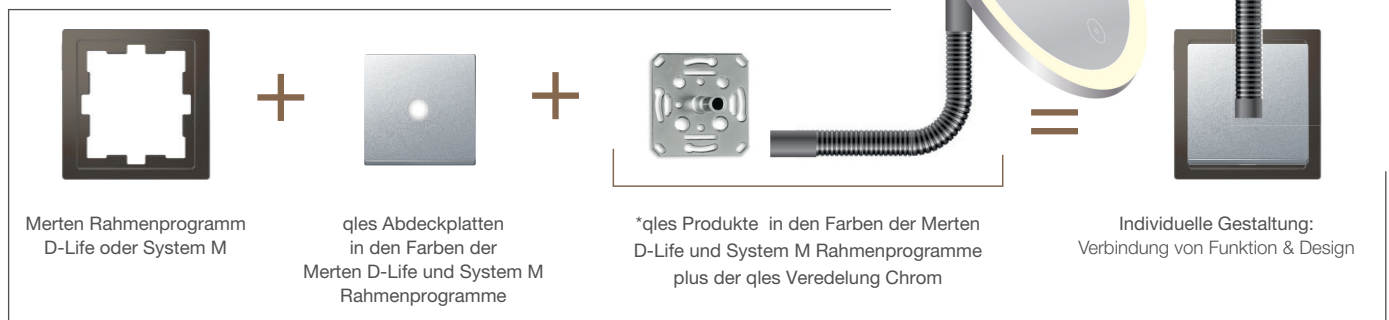 Merten Rahmenprogramm
D-Life oder System M
qles Abdeckplatten
in den Farben der
Merten D-Life und System M
Rahmenprogramme
*qles Produkte in den Farben der Merten
D-Life und System M Rahmenprogramme
plus der qles Veredelung Chrom
Individuelle Gestaltung:
Verbindung von Funktion & Design